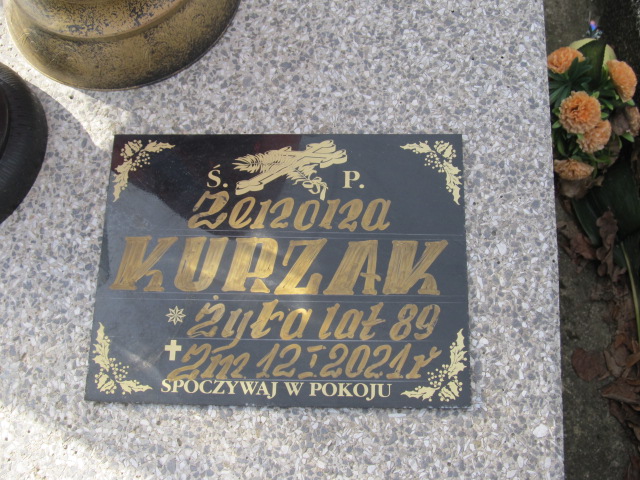 Ś. P.
Zenona
KURZAK
Żyła lat 89
Zm 12 I 2021 r
SPOCZYWAJ W POKOJU